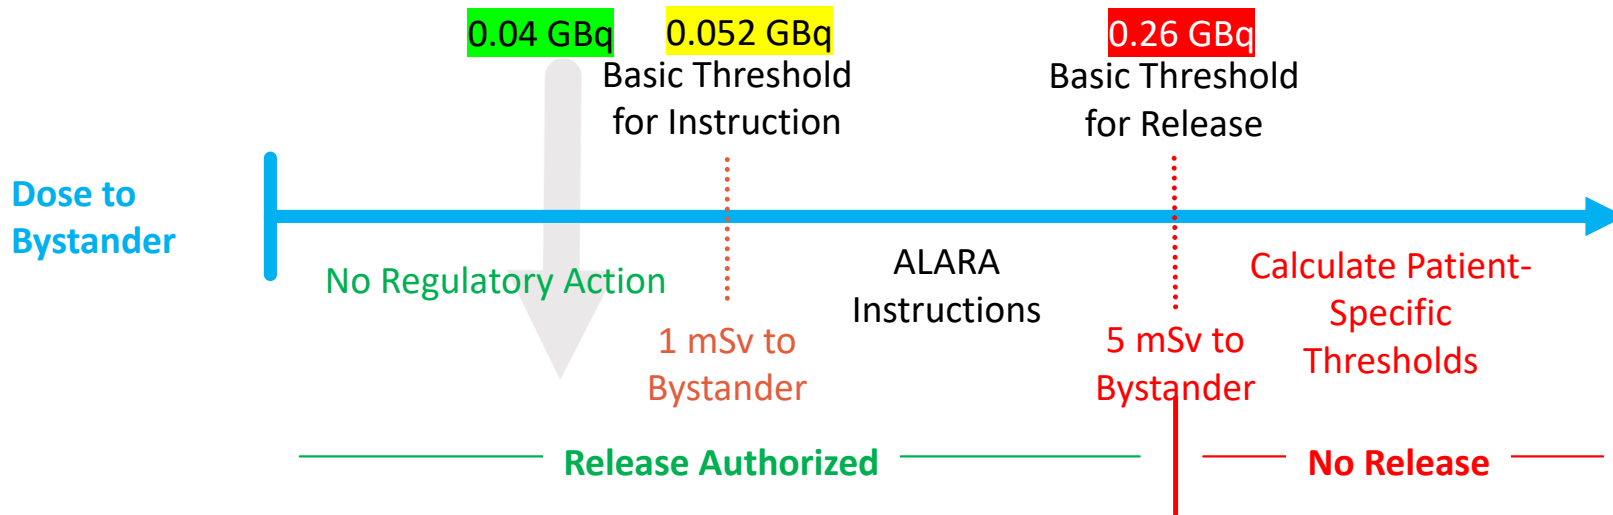 0.04 GBq
0.052 GBq
Basic Threshold
for Instruction
0.26 GBq
Basic Threshold
for Release
Dose to
Bystander
No Regulatory Action
ALARA
Instructions
Calculate Patient-
Specific
Thresholds
1 mSv to
Bystander
5 mSv to
Bystander
Release Authorized
No Release